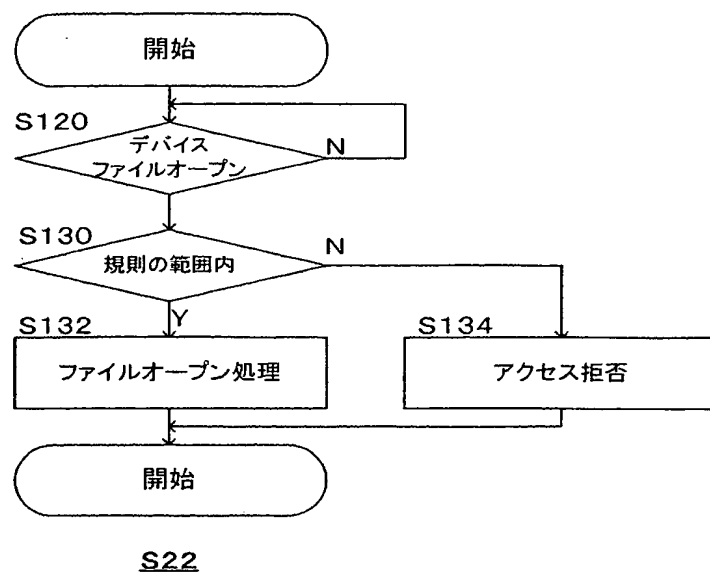 開始
S120
デバイス
ファイルオープン
N
S130
規則の範囲内
N
Y
S132
ファイルオープン処理
S134
アクセス拒否
開始
S22